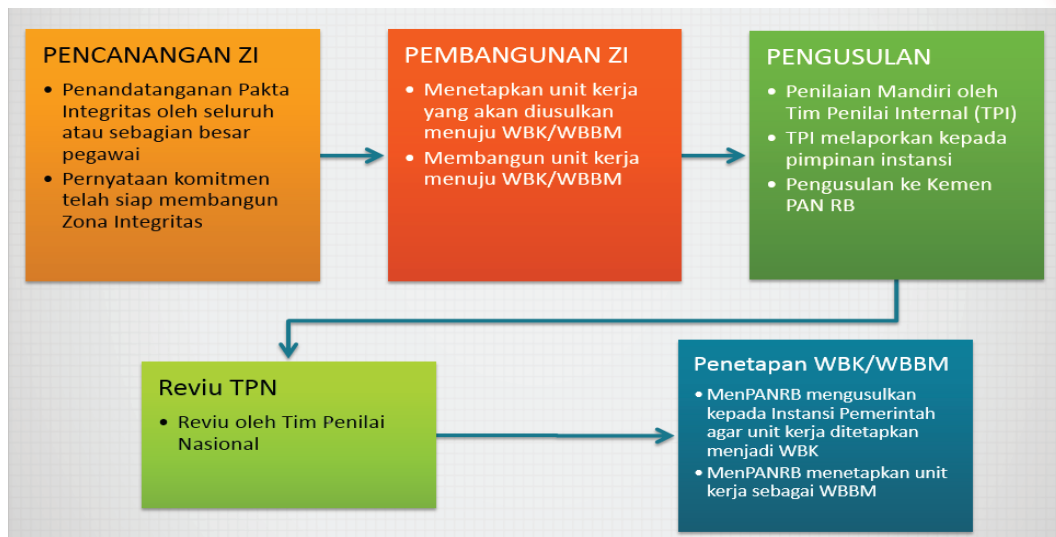 PENCANANGAN ZI
• Penandatanganan Pakta
Integritas oleh seluruh
atau sebagian besar
pegawai
• Pernyataan komitmen
telah siap membangun
Zona Integritas
PEMBANGUNAN ZI
• Menetapkan unit kerja
yang akan diusulkan
menuju WBK/WBBM
• Membangun unit kerja
menuju WBK/WBBM
PENGUSULAN
• Penilaian Mandiri oleh
Tim Penilai Internal (TPI)
• TPI melaporkan kepada
pimpinan instansi
• Pengusulan ke Kemen
PAN RB
Reviu TPN
• Reviu oleh Tim Penilai
Nasional
Penetapan WBK/WBBM
• MenPANRB mengusulkan
kepada Instansi Pemerintah
agar unit kerja ditetapkan
menjadi WBK
• MenPANRB menetapkan unit
kerja sebagai WBBM